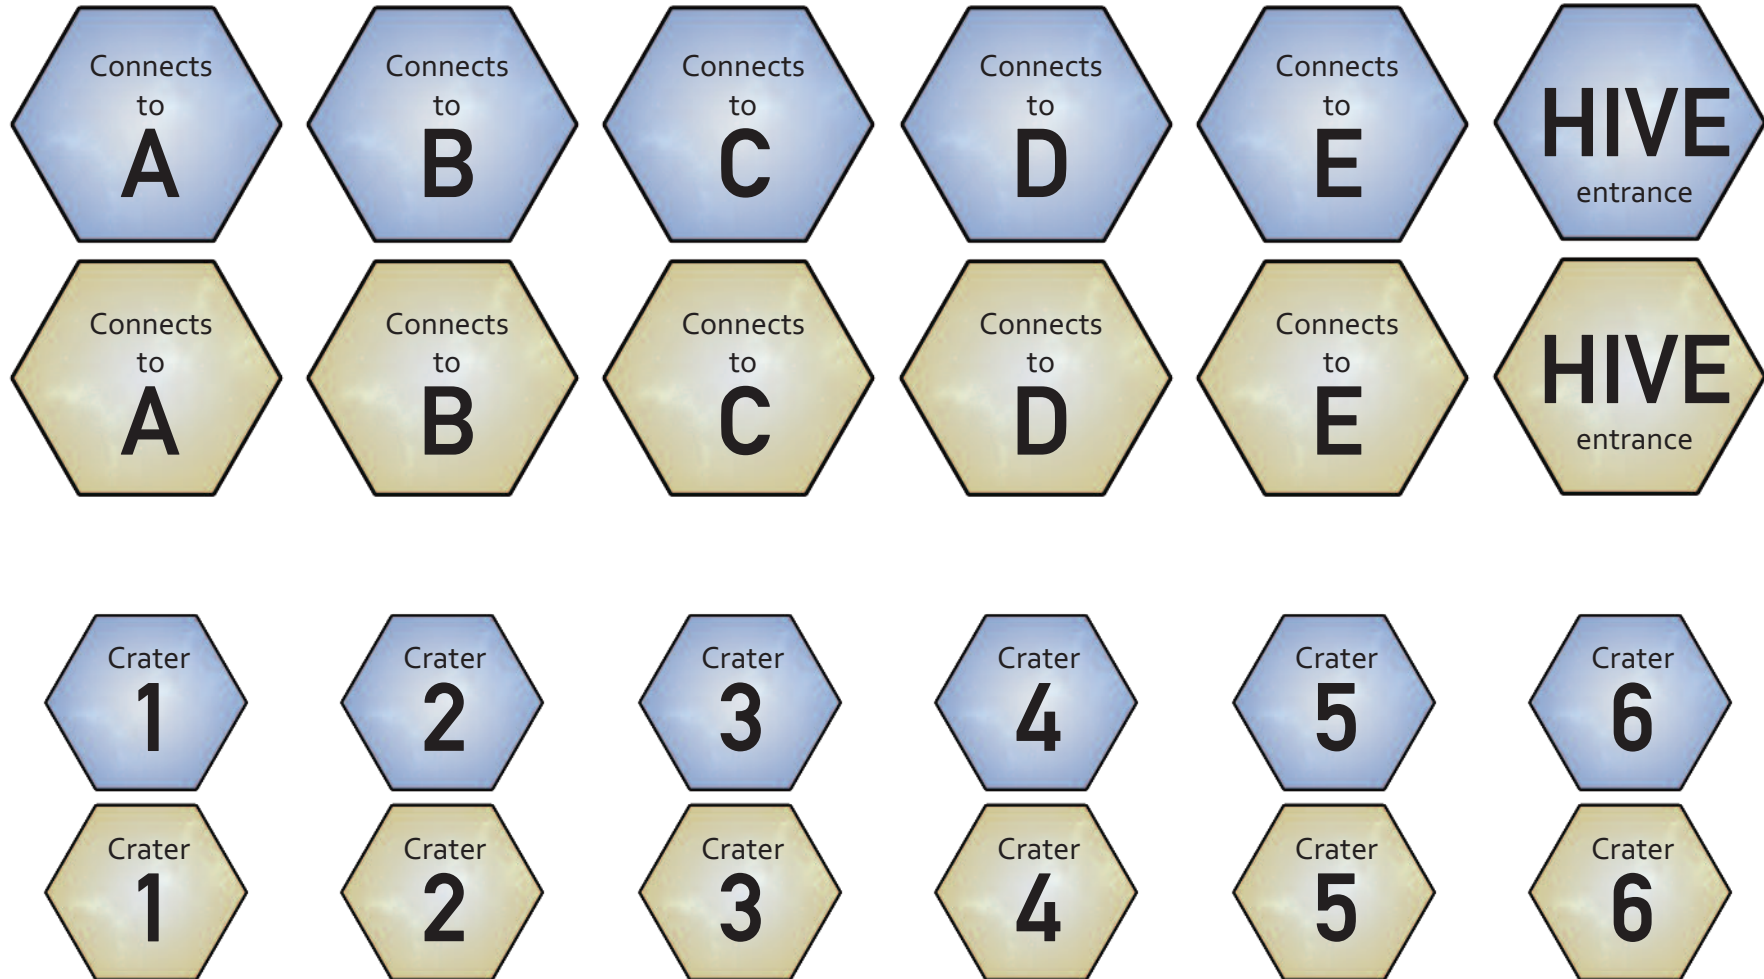 Connects
to
A
Connects
to
B
Connects
to
C
Connects
to
D
Connects
to
E
HIVE
entrance
Connects
to
A
Connects
to
B
Connects
to
C
Connects
to
D
Connects
to
E
HIVE
entrance
Crater
1
Crater
2
Crater
3
Crater
4
Crater
5
Crater
6
Crater
1
Crater
2
Crater
3
Crater
4
Crater
5
Crater
6